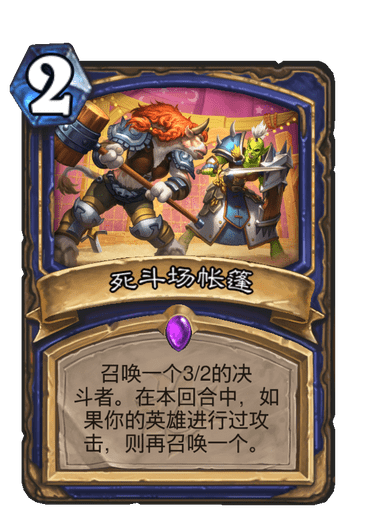 2
死斗场帐篷
召唤一个3/2的决
斗者。在本回合中，如
果你的英雄进行过攻
击，则再召唤一个。